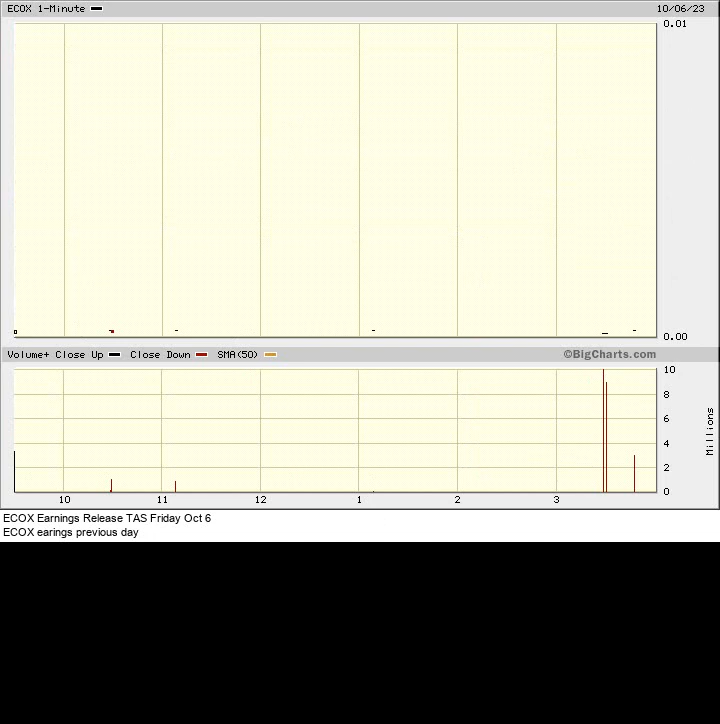 ECOX 1-Minute 10/06/23
0.01
0.00
Volume+ Close Up Close Down SMA(50) ©BigCharts.com
10
8
6
4
2
0
Millions
10 11 12 1 2 3
ECOX Earnings Release TAS Friday Oct 6
ECOX earings previous day